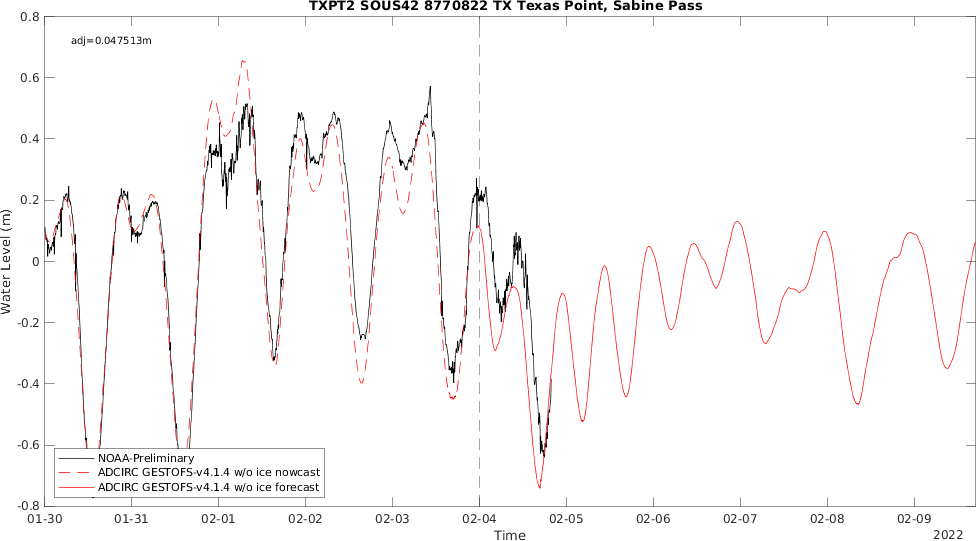 TXPT2 SOUS42 8770822 TX Texas Point, Sabine Pass
adj=0.047513m
0.8
0.6
0.4
0.2
0
-0.2
-0.4
-0.6
-0.8
Water Level (m)
NOAA-Preliminary
ADCIRC GESTOFS-v4.1.4 w/o ice nowcast
ADCIRC GESTOFS-v4.1.4 w/o ice forecast
01-30 01-31 02-01 02-02 02-03 02-04 02-05 02-06 02-07 02-08 02-09
Time
2022